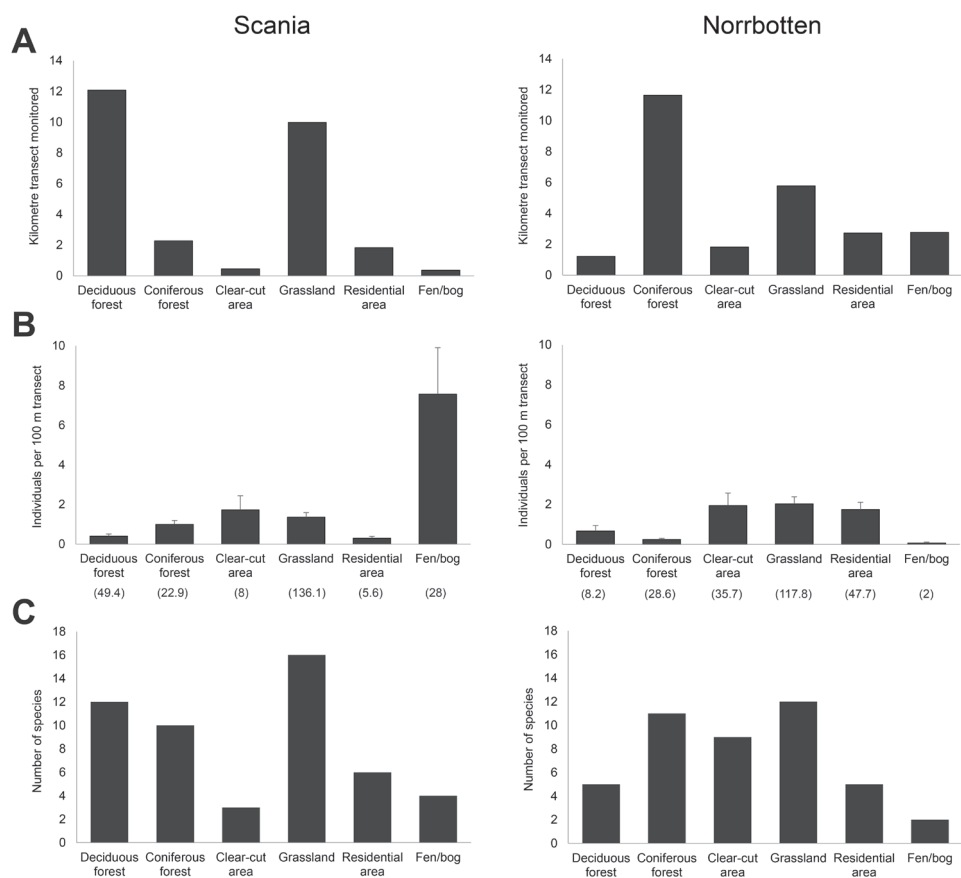 Scania
Norrbotten
A
Kilometre transect monitored
14
12
10
8
6
4
2
0
Deciduous forest
Coniferous forest
Clear-cut area
Grassland
Residential area
Fen/bog
Kilometre transect monitored
14
12
10
8
6
4
2
0
Deciduous forest
Coniferous forest
Clear-cut area
Grassland
Residential area
Fen/bog
B
Individuals per 100 m transect
10
8
6
4
2
0
Deciduous forest
Coniferous forest
Clear-cut area
Grassland
Residential area
Fen/bog
(49.4)
(22.9)
(8)
(136.1)
(5.6)
(28)
Individuals per 100 m transect
10
8
6
4
2
0
Deciduous forest
Coniferous forest
Clear-cut area
Grassland
Residential area
Fen/bog
(8.2)
(28.6)
(35.7)
(117.8)
(47.7)
(2)
C
Number of species
18
16
14
12
10
8
6
4
2
0
Deciduous forest
Coniferous forest
Clear-cut area
Grassland
Residential area
Fen/bog
Number of species
18
16
14
12
10
8
6
4
2
0
Deciduous forest
Coniferous forest
Clear-cut area
Grassland
Residential area
Fen/bog